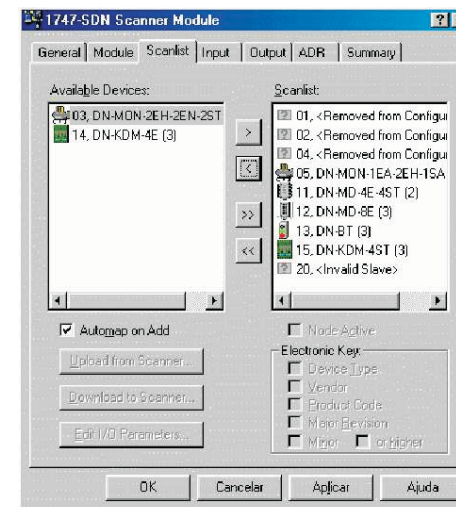 1747-SDN Scanner Module
General Module Scanlist Input Output ADR Summary
Available Devices:
03, DN-MON-2EH-2EN-2ST
14, DN-KDM-4E (3)
Scanlist:
01, <Removed from Configu
02, <Removed from Configu
04, <Removed from Configu
05, DN-MON-1EA-2EH-1SA
11, DN-MD-4E-4ST (2)
12, DN-MD-8E (3)
13, DN-BT (3)
15, DN-KDM-4ST (3)
20, <Invalid Slave>
>
<
>>
<<
Automap on Add
Upload from Scanner...
Download to Scanner...
Edit I/O Parameters...
Node Active
Electronic Key:
Device Type
Vendor
Product Code
Major Revision
Minor or higher
OK Cancelar Aplicar Ajuda